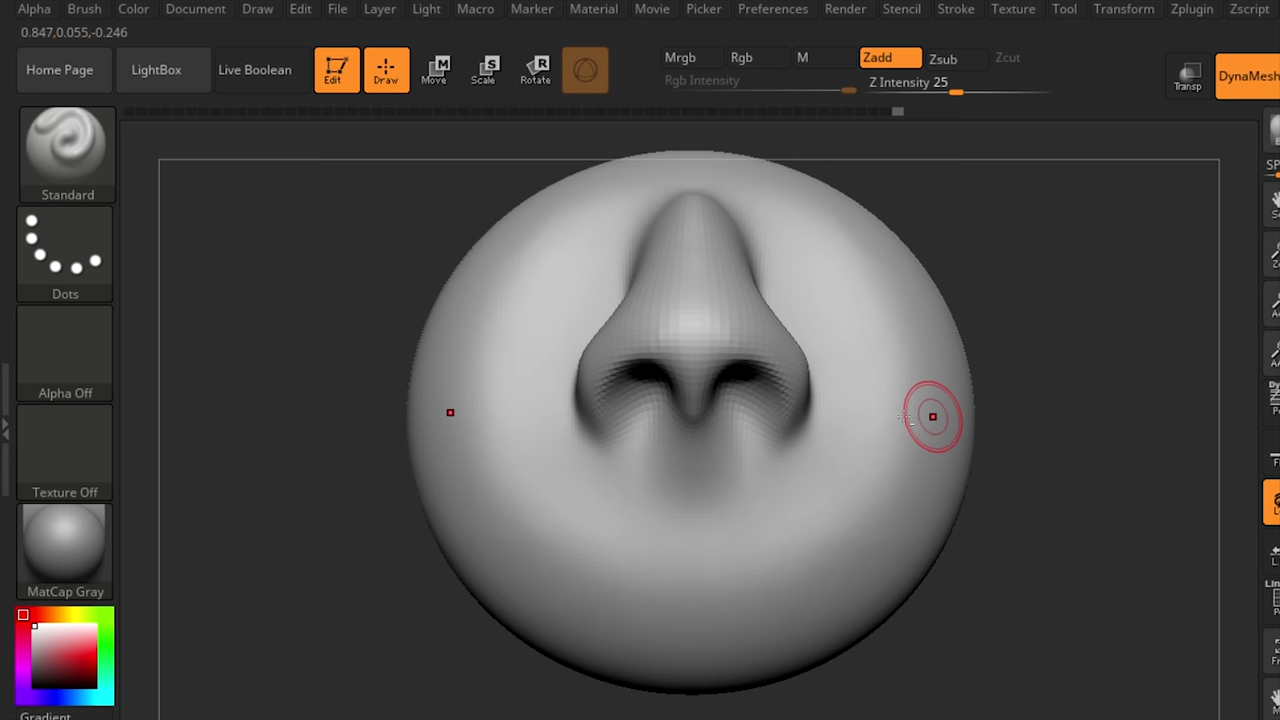 Alpha Brush Color Document Draw Edit File Layer Light Macro Marker Material Movie Picker Preferences Render Stencil Stroke Texture Tool Transform Zplugin Zscript
0.847,0.055,-0.246
Home Page LightBox Live Boolean Edit Draw Move Scale Rotate
M S R
Mrgb Rgb M Zadd Zsub Zcut
Rgb Intensity Z Intensity 25
Transp DynaMesh
Standard
Dots
Alpha Off
Texture Off
MatCap Gray
Gradient